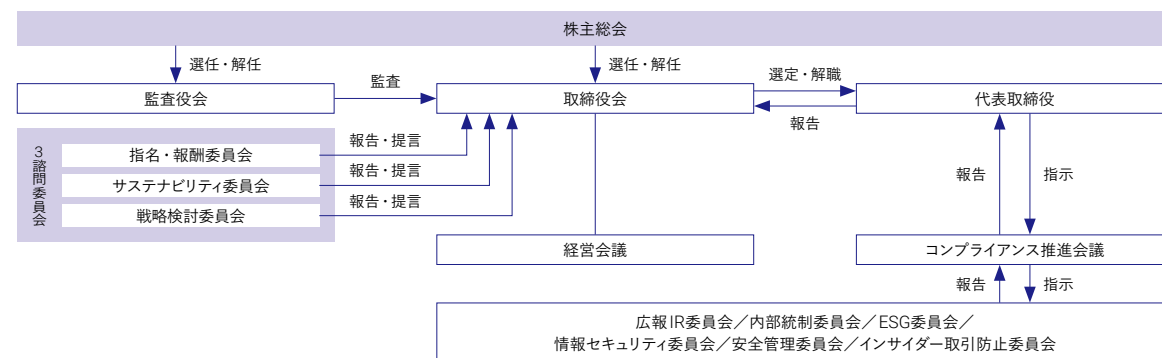 株主総会
選任・解任
選任・解任
監査役会
監査
取締役会
選定・解職
報告
代表取締役
3諮問委員会
指名・報酬委員会
報告・提言
サステナビリティ委員会
報告・提言
戦略検討委員会
報告・提言
報告
指示
経営会議
コンプライアンス推進会議
報告
指示
広報IR委員会／内部統制委員会／ESG委員会／
情報セキュリティ委員会／安全管理委員会／インサイダー取引防止委員会